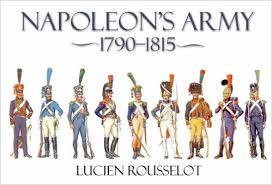 NAPOLEON'S ARMY
1790-1815
LUCIEN ROUSSELOT